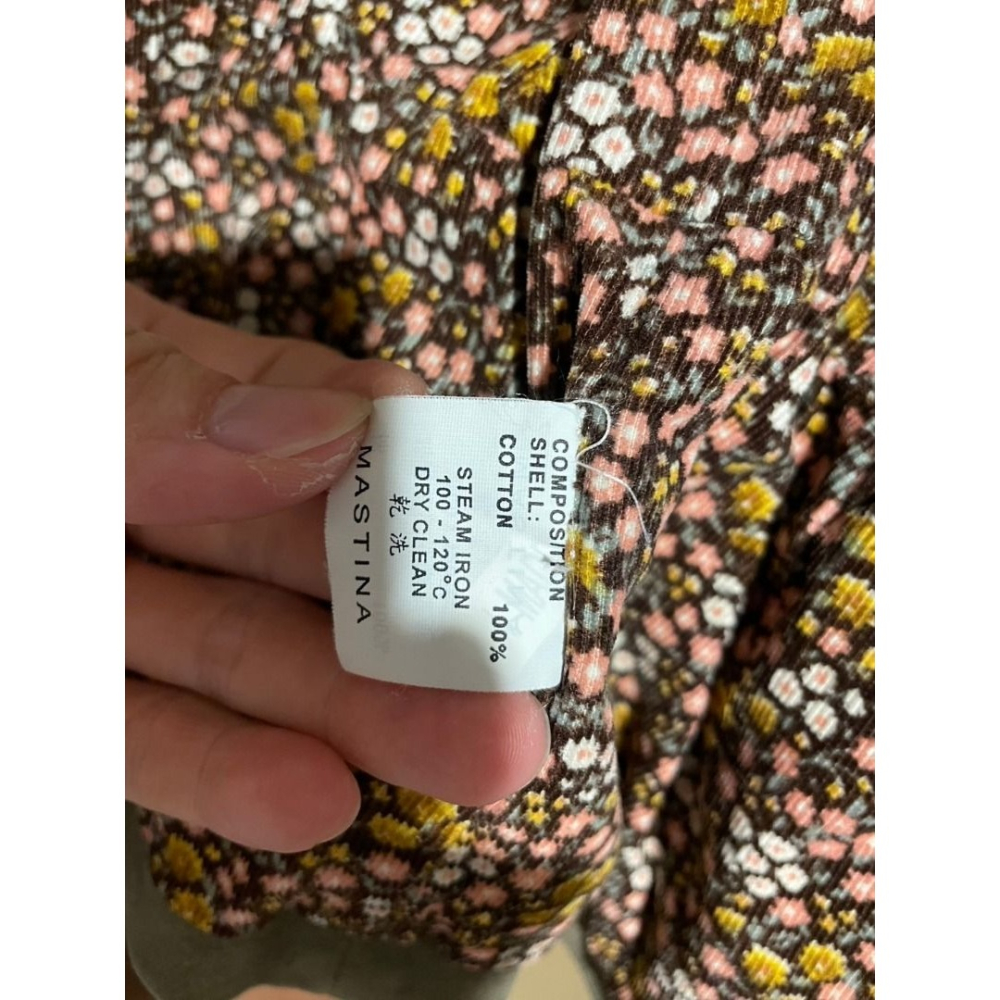 COMPOSITION
SHELL:
COTTON 100%
STEAM IRON
100 - 120°C
DRY CLEAN
乾 洗
MASTINA